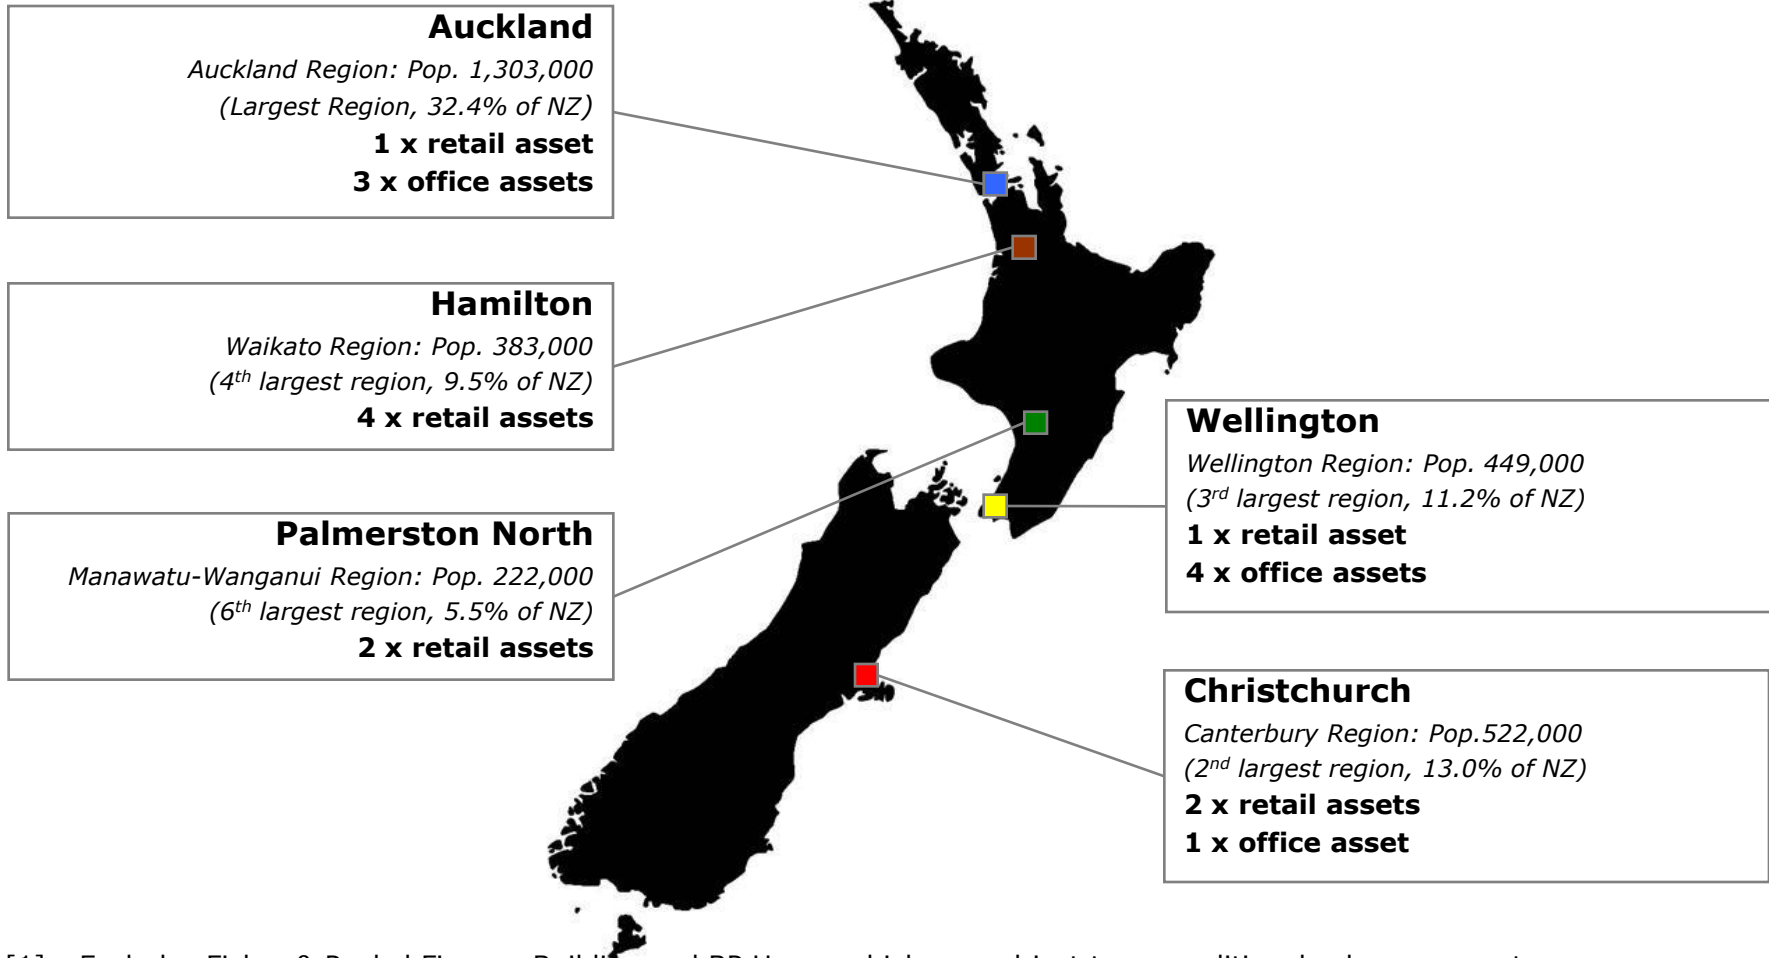 Auckland
Auckland Region: Pop. 1,303,000
(Largest Region, 32.4% of NZ)
1 x retail asset
3 x office assets
Hamilton
Waikato Region: Pop. 383,000
(4th largest region, 9.5% of NZ)
4 x retail assets
Palmerston North
Manawatu-Wanganui Region: Pop. 222,000
(6th largest region, 5.5% of NZ)
2 x retail assets
Wellington
Wellington Region: Pop. 449,000
(3rd largest region, 11.2% of NZ)
1 x retail asset
4 x office assets
Christchurch
Canterbury Region: Pop.522,000
(2nd largest region, 13.0% of NZ)
2 x retail assets
1 x office asset